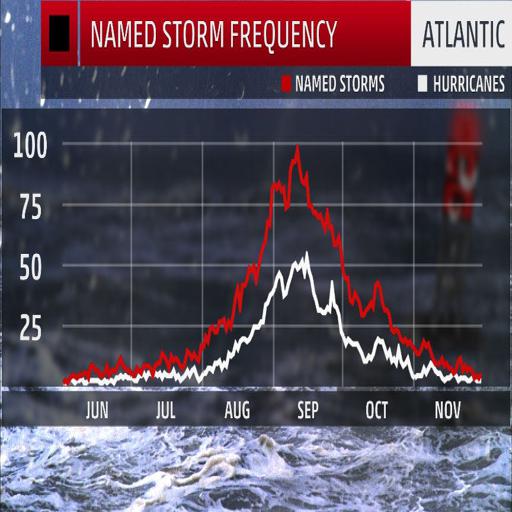 NAMED STORM FREQUENCY
ATLANTIC
NAMED STORMS
HURRICANES
100
75
50
25
JUN JUL AUG SEP OCT NOV